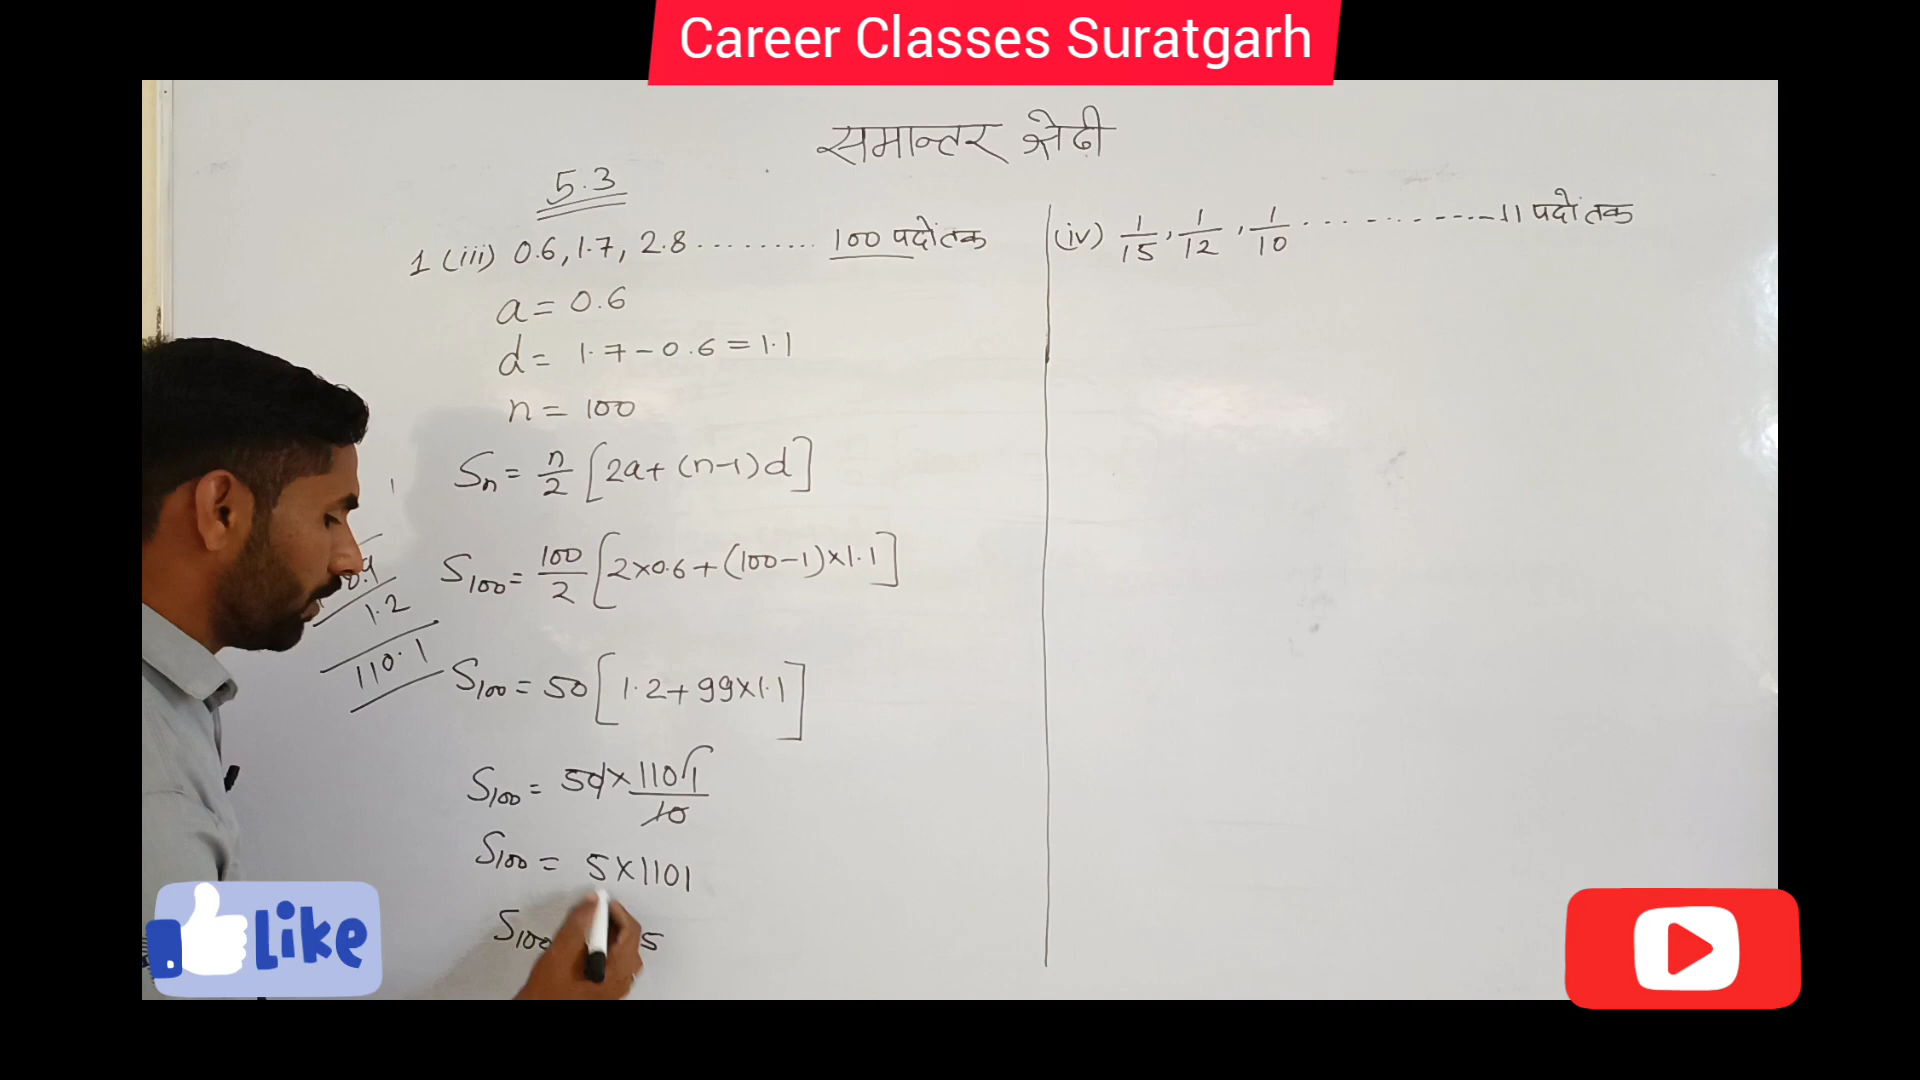 Career Classes Suratgarh
समान्तर श्रेढी
5.3
1 (iii) 0.6, 1.7, 2.8 ......... 100 पदों तक
a = 0.6
d = 1.7 - 0.6 = 1.1
n = 100
Sn = n/2 [2a + (n-1)d]
S100 = 100/2 [2×0.6 + (100-1)×1.1]
S100 = 50 [1.2 + 99×1.1]
S100 = 50 × 1101/10
S100 = 5×1101
S100
5
1.2
110.1
(iv) 1/15, 1/12, 1/10 ............ 11 पदों तक
Like